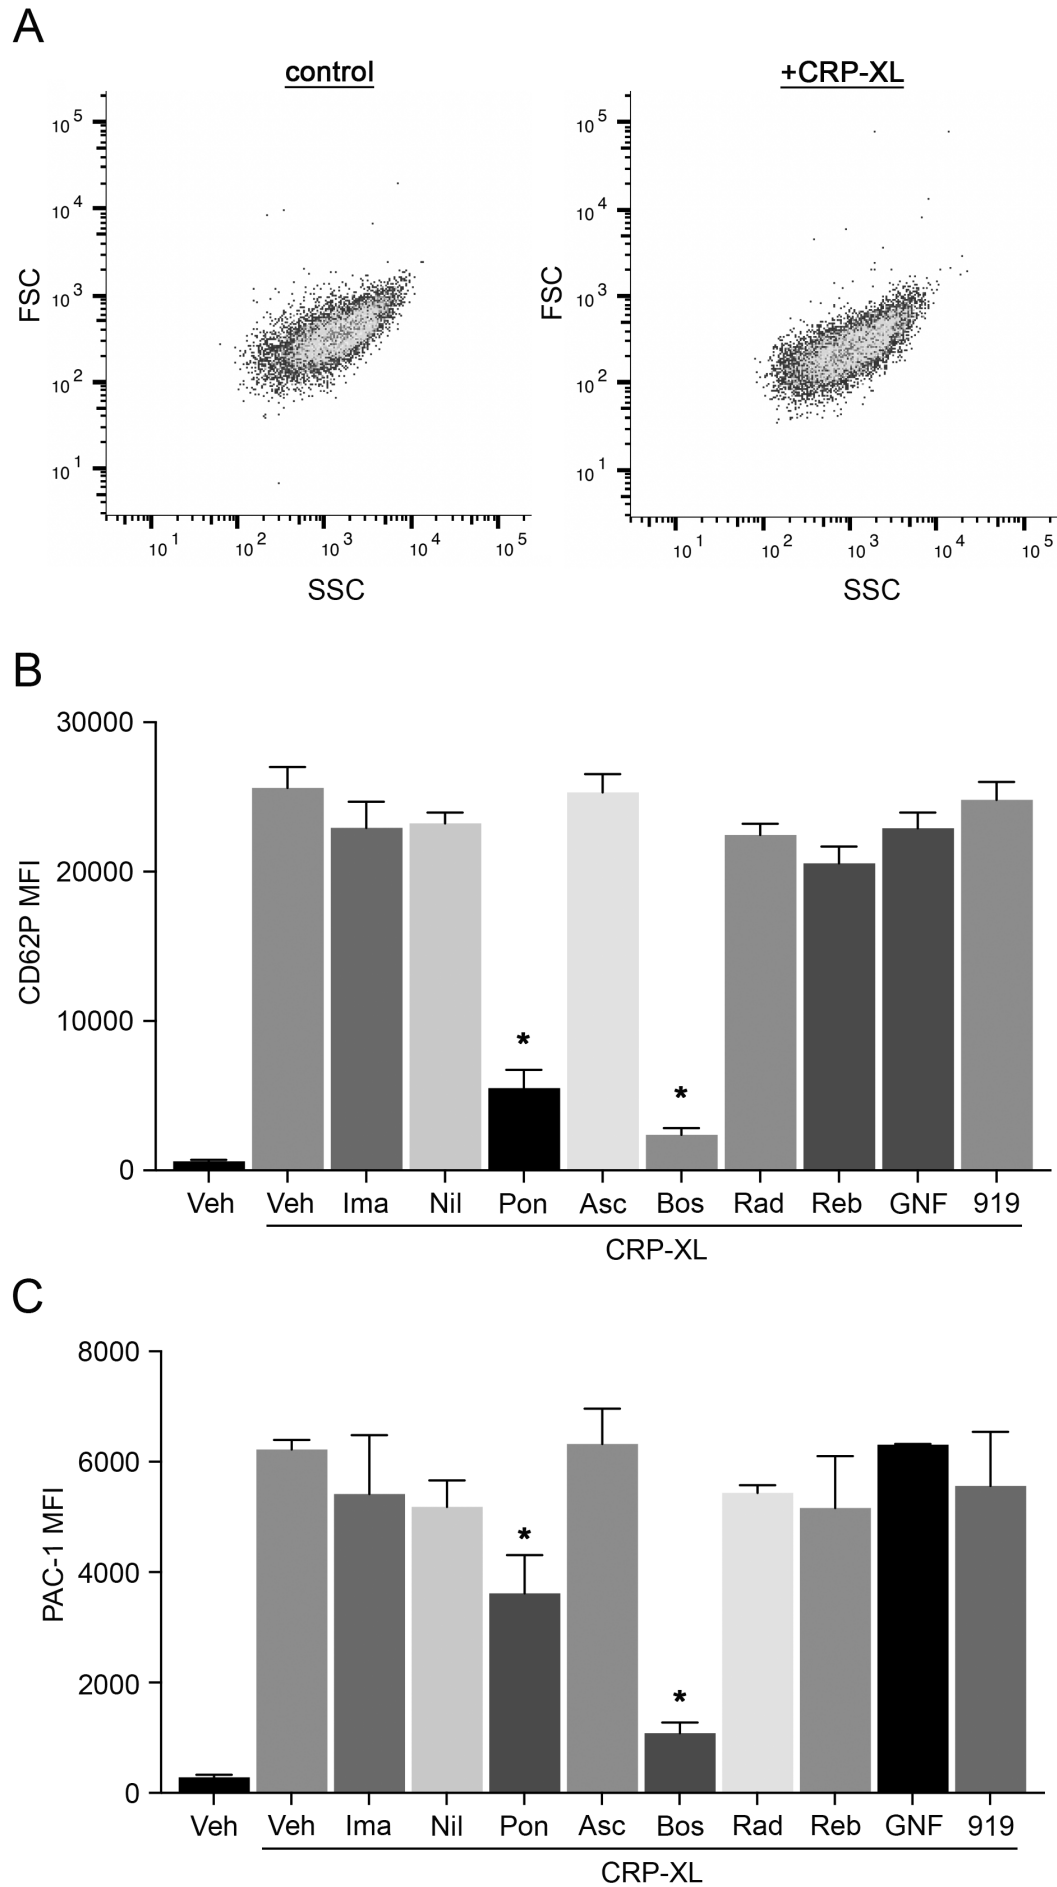 A
control +CRP-XL
10 5 10 5
10 4 10 4
10 3 10 3
10 2 10 2
10 1 10 1
FSC FSC
10 1 10 2 10 3 10 4 10 5 10 1 10 2 10 3 10 4 10 5
SSC SSC
B
30000
20000
10000
0
CD62P MFI
* *
Veh Veh Ima Nil Pon Asc Bos Rad Reb GNF 919
CRP-XL
C
8000
6000
4000
2000
0
PAC-1 MFI
* *
Veh Veh Ima Nil Pon Asc Bos Rad Reb GNF 919
CRP-XL